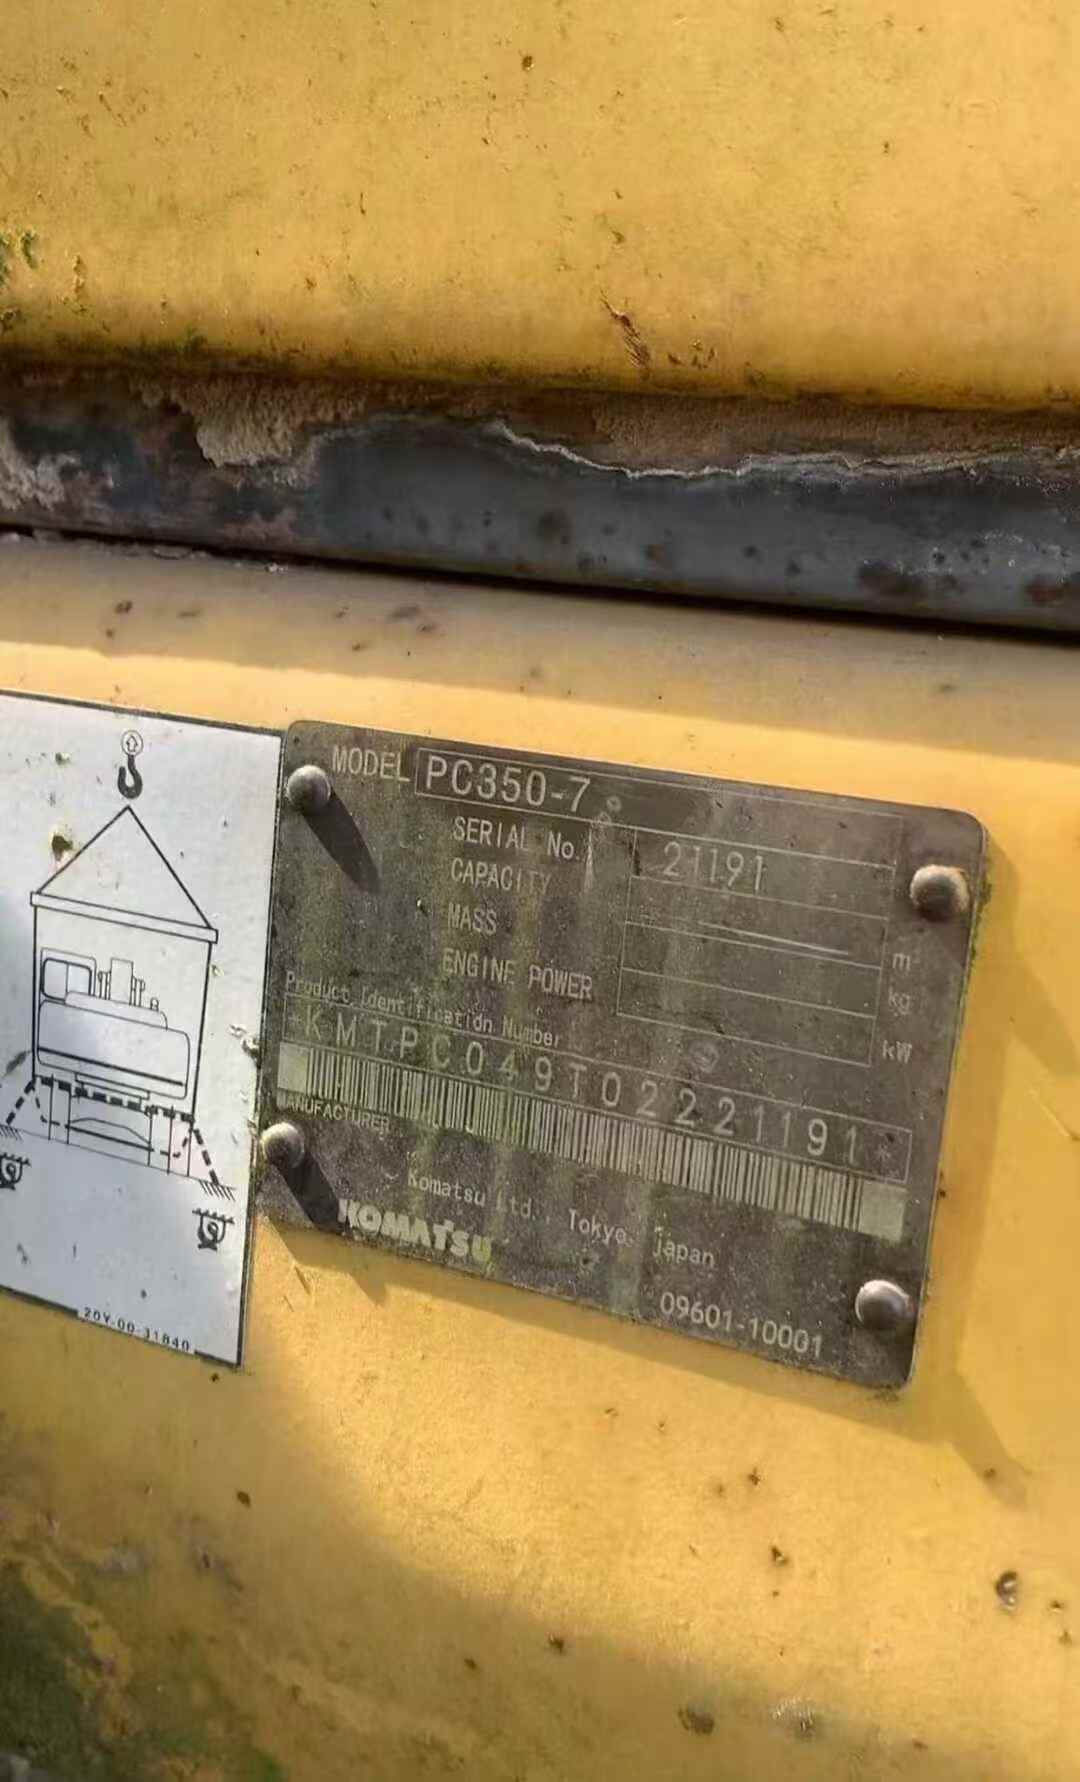 MODEL PC350-7
SERIAL No. 21191
CAPACITY m³
MASS kg
ENGINE POWER kW
Product Identification Number
*KMTPC049T02221191*
MANUFACTURER
Komatsu Ltd. Tokyo, japan
KOMATSU
09601-10001
20Y-00-31840